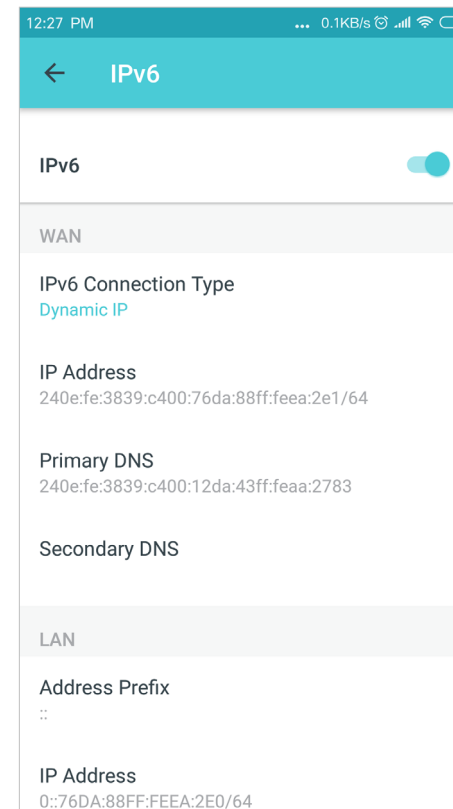 12:27 PM ... 0.1KB/s
IPv6
IPv6
WAN
IPv6 Connection Type
Dynamic IP
IP Address
240e:fe:3839:c400:76da:88ff:feea:2e1/64
Primary DNS
240e:fe:3839:c400:12da:43ff:feaa:2783
Secondary DNS
LAN
Address Prefix
::
IP Address
0::76DA:88FF:FEEA:2E0/64